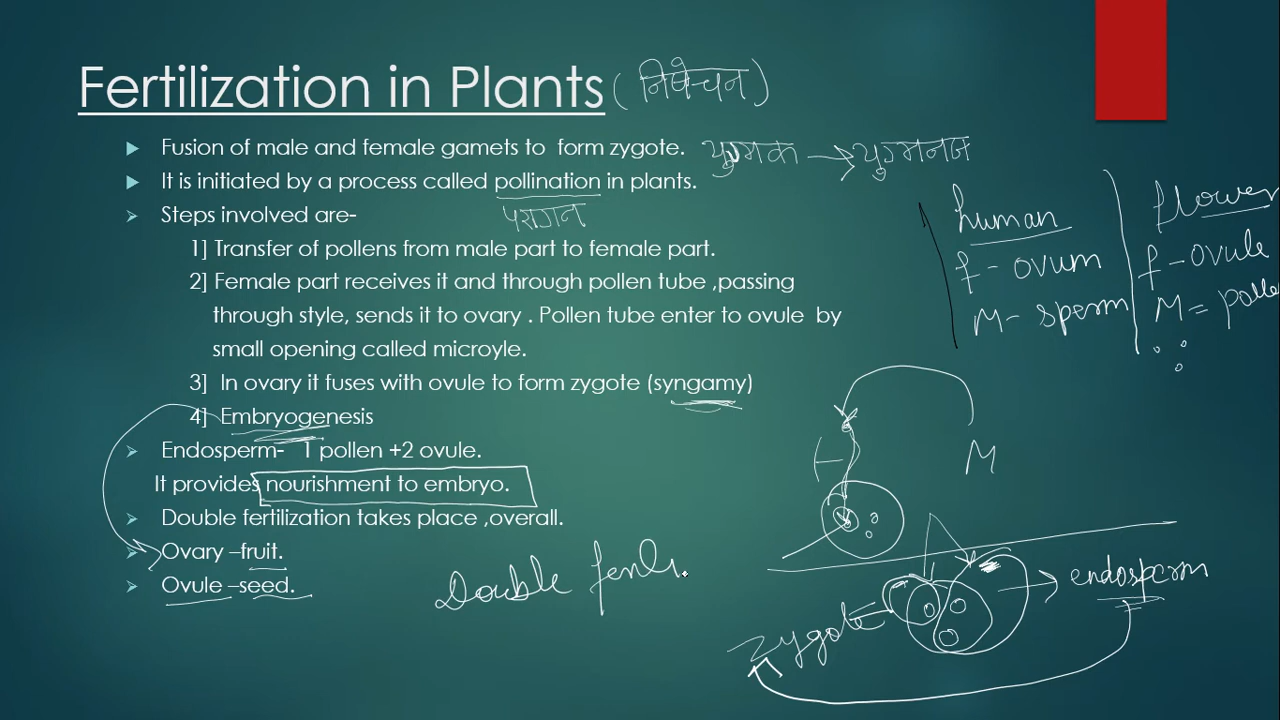 Fertilization in Plants (निषेचन)
Fusion of male and female gamets to form zygote. युग्मक → युग्मनज
It is initiated by a process called pollination in plants.
Steps involved are- परागन
1] Transfer of pollens from male part to female part.
2] Female part receives it and through pollen tube ,passing
through style, sends it to ovary . Pollen tube enter to ovule by
small opening called microyle.
3] In ovary it fuses with ovule to form zygote (syngamy)
4] Embryogenesis
Endosperm- 1 pollen +2 ovule.
It provides nourishment to embryo.
Double fertilization takes place ,overall.
Ovary –fruit.
Ovule –seed.
human
f - ovum
M - sperm
flower
f - ovule
M = polle
M
endosperm
zygote
Double ferti